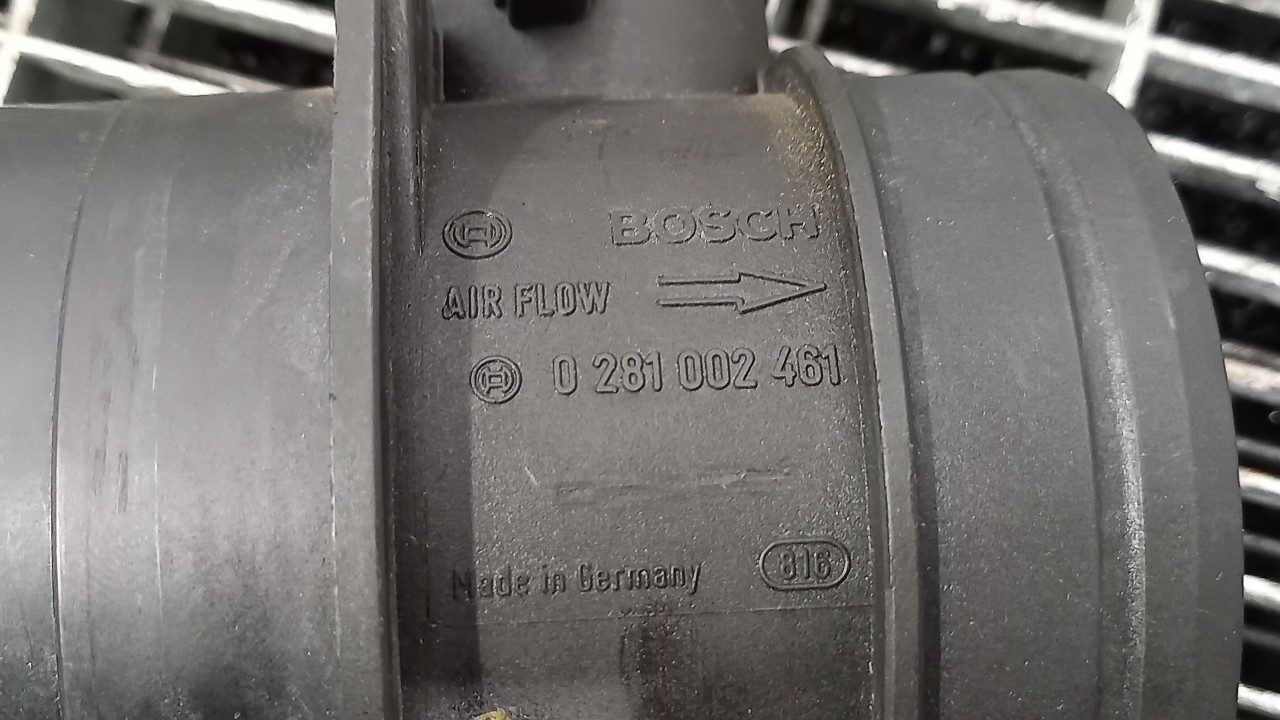 BOSCH
AIR FLOW
0 281 002 461
Made in Germany
816